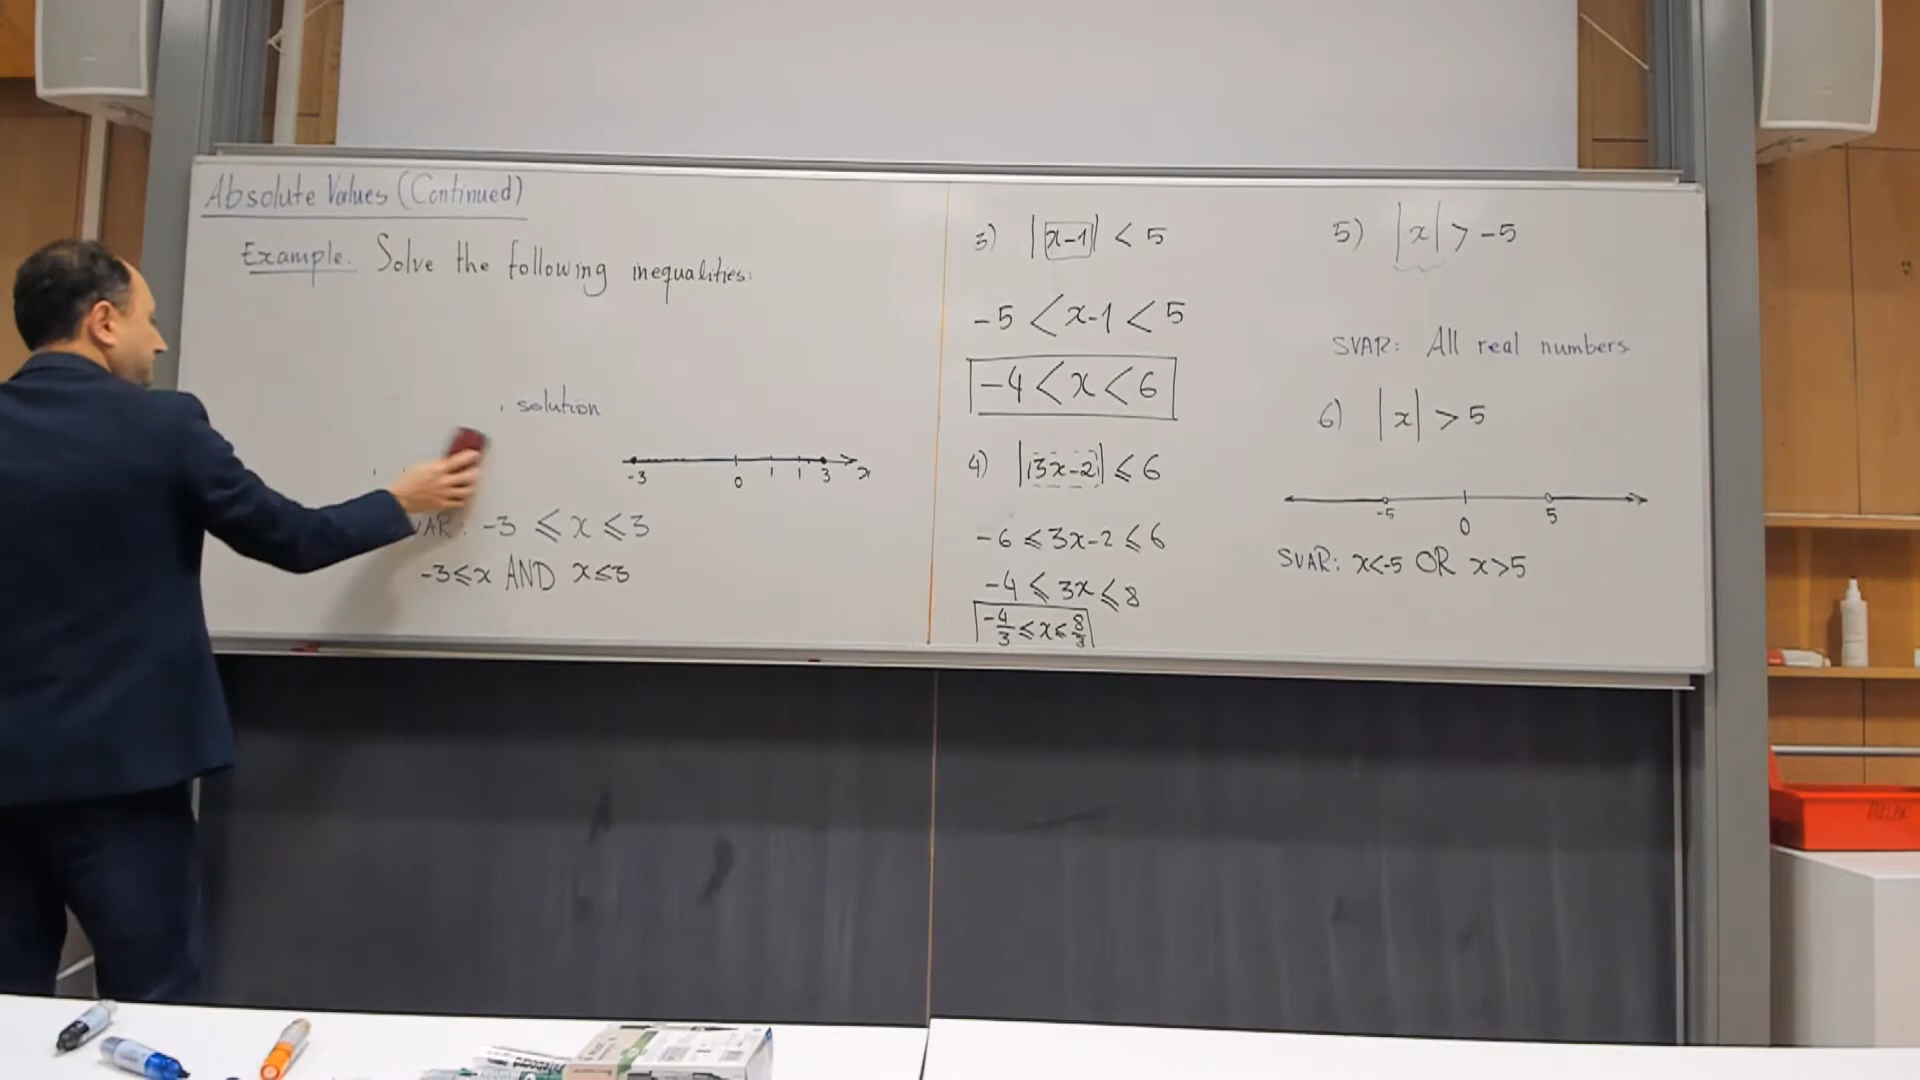 Absolute Values (Continued)
Example. Solve the following inequalities:
solution
-3 0 3 x
VAR: -3 ≤ x ≤ 3
-3≤x AND x≤3
3) |x-1| < 5
-5 < x-1 < 5
-4 < x < 6
4) |3x-2| ≤ 6
-6 ≤ 3x-2 ≤ 6
-4 ≤ 3x ≤ 8
-4/3 ≤ x ≤ 8/3
5) |x| > -5
SVAR: All real numbers
6) |x| > 5
-5 0 5
SVAR: x<-5 OR x>5